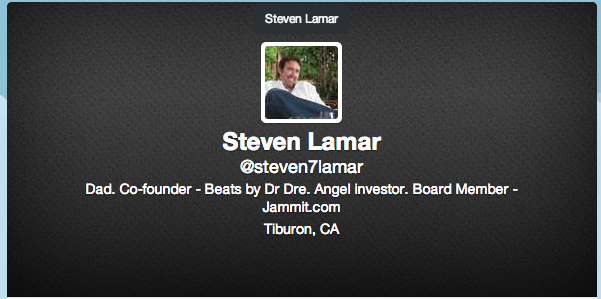 Steven Lamar
Steven Lamar
@steven7lamar
Dad. Co-founder - Beats by Dr Dre. Angel investor. Board Member -
Jammit.com
Tiburon, CA